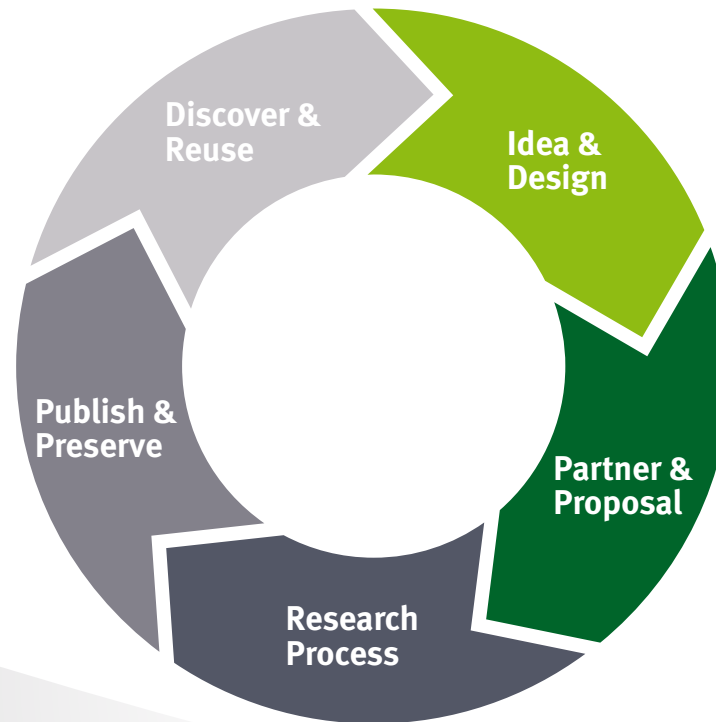 Discover &
Reuse
Idea &
Design
Partner &
Proposal
Research
Process
Publish &
Preserve